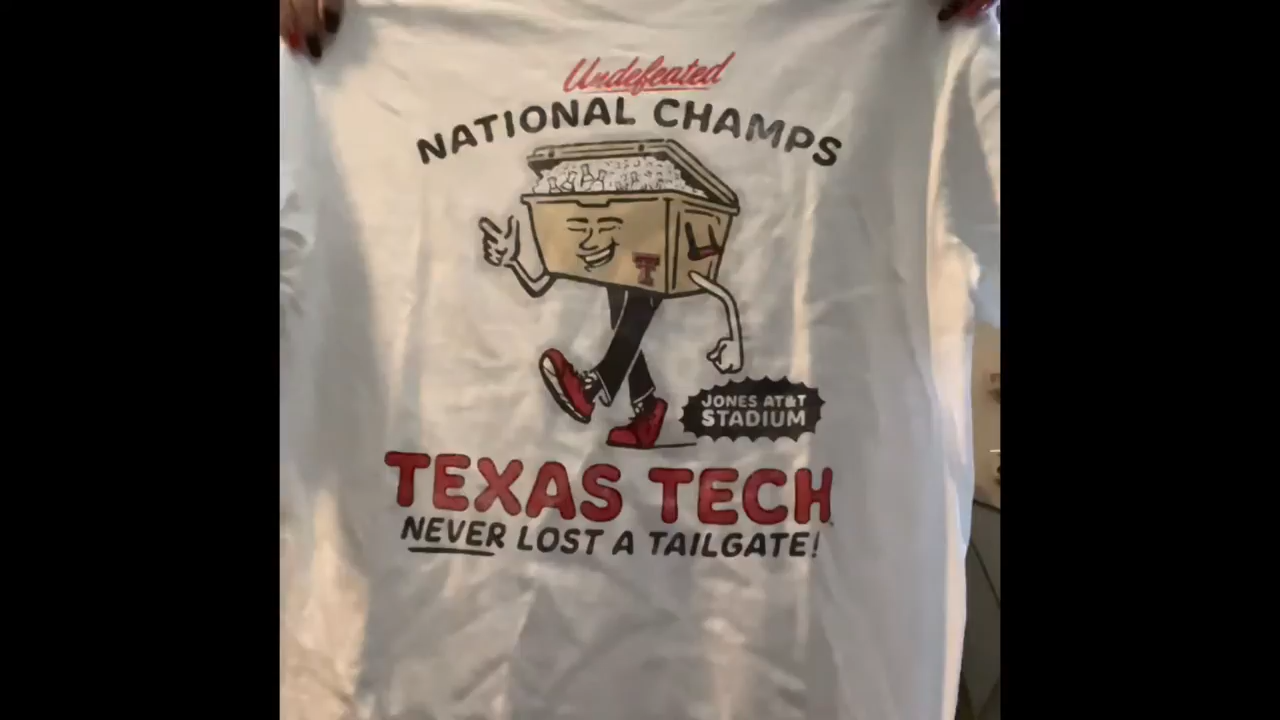 Undefeated
NATIONAL CHAMPS
T
JONES AT&T
STADIUM
TEXAS TECH
NEVER LOST A TAILGATE!